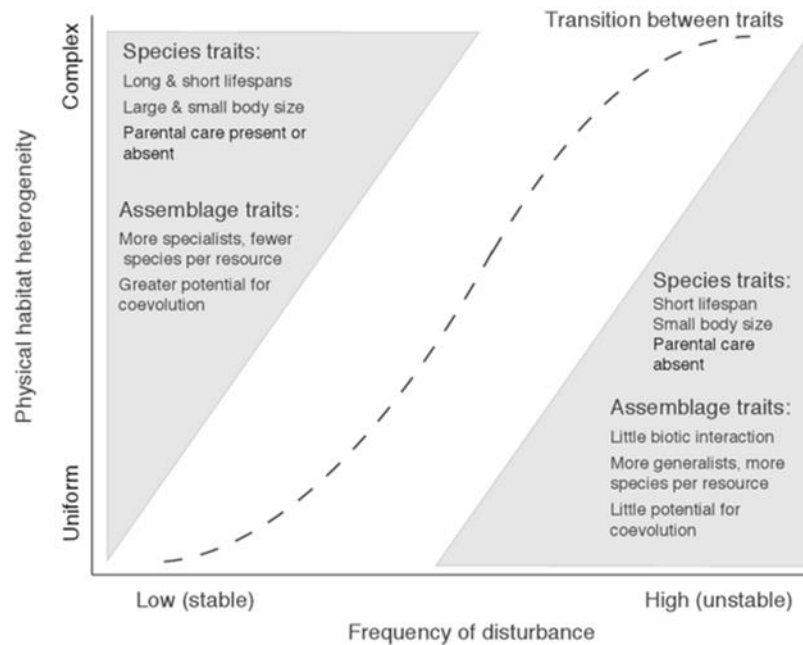 Transition between traits
Complex
Species traits:
Long & short lifespans
Large & small body size
Parental care present or
absent
Assemblage traits:
More specialists, fewer
species per resource
Greater potential for
coevolution
Physical habitat heterogeneity
Species traits:
Short lifespan
Small body size
Parental care
absent
Assemblage traits:
Little biotic interaction
More generalists, more
species per resource
Little potential for
coevolution
Uniform
Low (stable)
High (unstable)
Frequency of disturbance